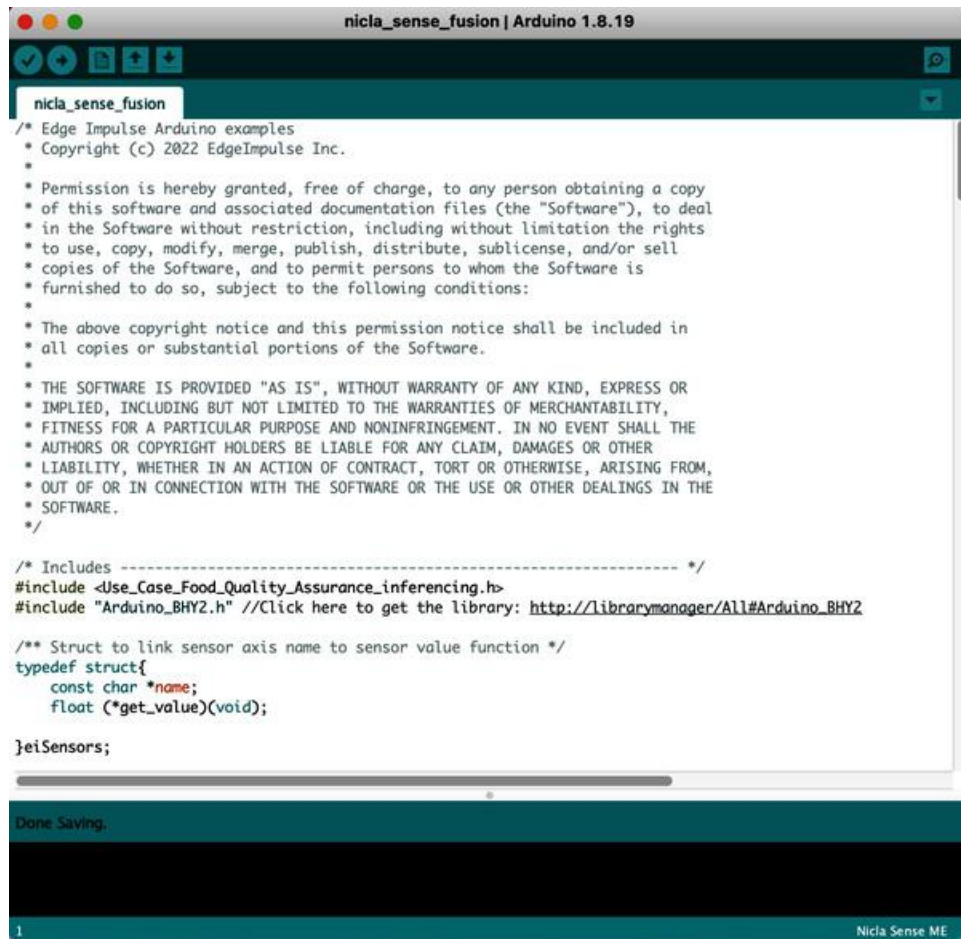 nicla_sense_fusion | Arduino 1.8.19
nicla_sense_fusion
/* Edge Impulse Arduino examples
 * Copyright (c) 2022 EdgeImpulse Inc.
 *
 * Permission is hereby granted, free of charge, to any person obtaining a copy
 * of this software and associated documentation files (the "Software"), to deal
 * in the Software without restriction, including without limitation the rights
 * to use, copy, modify, merge, publish, distribute, sublicense, and/or sell
 * copies of the Software, and to permit persons to whom the Software is
 * furnished to do so, subject to the following conditions:
 *
 * The above copyright notice and this permission notice shall be included in
 * all copies or substantial portions of the Software.
 *
 * THE SOFTWARE IS PROVIDED "AS IS", WITHOUT WARRANTY OF ANY KIND, EXPRESS OR
 * IMPLIED, INCLUDING BUT NOT LIMITED TO THE WARRANTIES OF MERCHANTABILITY,
 * FITNESS FOR A PARTICULAR PURPOSE AND NONINFRINGEMENT. IN NO EVENT SHALL THE
 * AUTHORS OR COPYRIGHT HOLDERS BE LIABLE FOR ANY CLAIM, DAMAGES OR OTHER
 * LIABILITY, WHETHER IN AN ACTION OF CONTRACT, TORT OR OTHERWISE, ARISING FROM,
 * OUT OF OR IN CONNECTION WITH THE SOFTWARE OR THE USE OR OTHER DEALINGS IN THE
 * SOFTWARE.
 */
/* Includes ---------------------------------------------------------------- */
#include <Use_Case_Food_Quality_Assurance_inferencing.h>
#include "Arduino_BHY2.h" //Click here to get the library: http://librarymanager/All#Arduino_BHY2
/** Struct to link sensor axis name to sensor value function */
typedef struct{
    const char *name;
    float (*get_value)(void);
}eiSensors;
Done Saving.
1
Nicla Sense ME